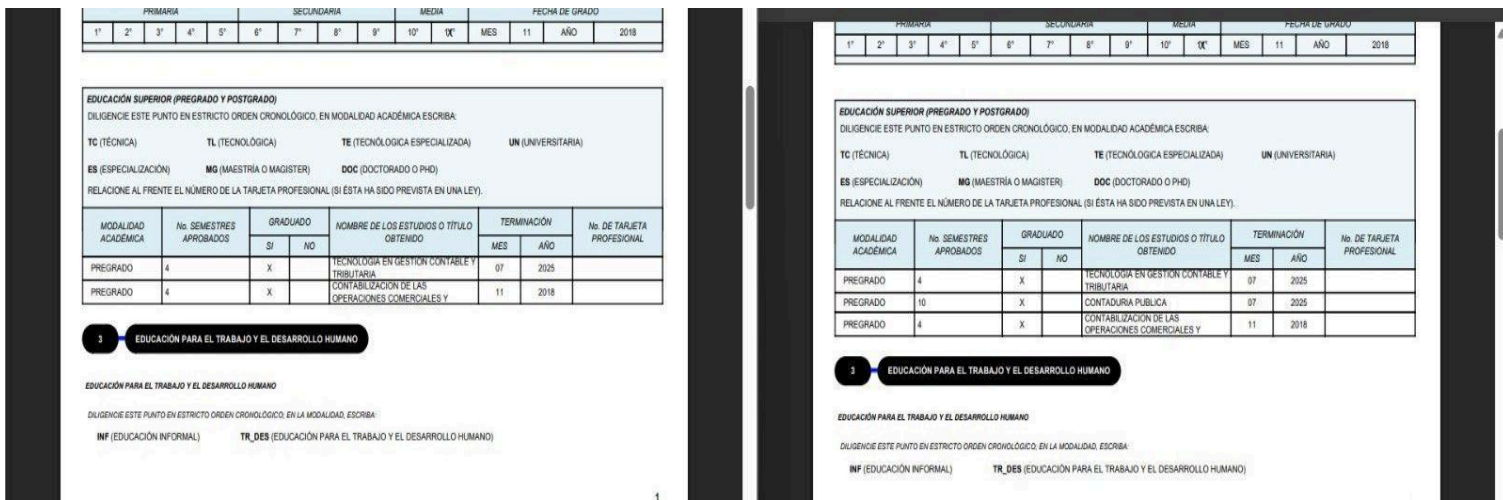 PRIMARIA SECUNDARIA MEDIA FECHA DE GRADO
1° 2° 3° 4° 5° 6° 7° 8° 9° 10° 1X° MES 11 AÑO 2018
EDUCACIÓN SUPERIOR (PREGRADO Y POSTGRADO)
DILIGENCIE ESTE PUNTO EN ESTRICTO ORDEN CRONOLÓGICO, EN MODALIDAD ACADÉMICA ESCRIBA:
TC (TÉCNICA) TL (TECNOLÓGICA) TE (TECNÓLOGICA ESPECIALIZADA) UN (UNIVERSITARIA)
ES (ESPECIALIZACIÓN) MG (MAESTRÍA O MAGISTER) DOC (DOCTORADO O PHD)
RELACIONE AL FRENTE EL NÚMERO DE LA TARJETA PROFESIONAL (SI ÉSTA HA SIDO PREVISTA EN UNA LEY).
MODALIDAD ACADÉMICA No. SEMESTRES APROBADOS GRADUADO NOMBRE DE LOS ESTUDIOS O TÍTULO OBTENIDO TERMINACIÓN No. DE TARJETA PROFESIONAL
SI NO MES AÑO
PREGRADO 4 X TECNOLOGIA EN GESTION CONTABLE Y TRIBUTARIA 07 2025
PREGRADO 4 X CONTABILIZACION DE LAS OPERACIONES COMERCIALES Y 11 2018
3 EDUCACIÓN PARA EL TRABAJO Y EL DESARROLLO HUMANO
EDUCACIÓN PARA EL TRABAJO Y EL DESARROLLO HUMANO
DILIGENCIE ESTE PUNTO EN ESTRICTO ORDEN CRONOLÓGICO, EN LA MODALIDAD, ESCRIBA:
INF (EDUCACIÓN INFORMAL) TR_DES (EDUCACIÓN PARA EL TRABAJO Y EL DESARROLLO HUMANO)
1
PRIMARIA SECUNDARIA MEDIA FECHA DE GRADO
1° 2° 3° 4° 5° 6° 7° 8° 9° 10° 1X° MES 11 AÑO 2018
EDUCACIÓN SUPERIOR (PREGRADO Y POSTGRADO)
DILIGENCIE ESTE PUNTO EN ESTRICTO ORDEN CRONOLÓGICO, EN MODALIDAD ACADÉMICA ESCRIBA:
TC (TÉCNICA) TL (TECNOLÓGICA) TE (TECNÓLOGICA ESPECIALIZADA) UN (UNIVERSITARIA)
ES (ESPECIALIZACIÓN) MG (MAESTRÍA O MAGISTER) DOC (DOCTORADO O PHD)
RELACIONE AL FRENTE EL NÚMERO DE LA TARJETA PROFESIONAL (SI ÉSTA HA SIDO PREVISTA EN UNA LEY).
MODALIDAD ACADÉMICA No. SEMESTRES APROBADOS GRADUADO NOMBRE DE LOS ESTUDIOS O TÍTULO OBTENIDO TERMINACIÓN No. DE TARJETA PROFESIONAL
SI NO MES AÑO
PREGRADO 4 X TECNOLOGIA EN GESTION CONTABLE Y TRIBUTARIA 07 2025
PREGRADO 10 X CONTADURIA PUBLICA 07 2025
PREGRADO 4 X CONTABILIZACION DE LAS OPERACIONES COMERCIALES Y 11 2018
3 EDUCACIÓN PARA EL TRABAJO Y EL DESARROLLO HUMANO
EDUCACIÓN PARA EL TRABAJO Y EL DESARROLLO HUMANO
DILIGENCIE ESTE PUNTO EN ESTRICTO ORDEN CRONOLÓGICO, EN LA MODALIDAD, ESCRIBA:
INF (EDUCACIÓN INFORMAL) TR_DES (EDUCACIÓN PARA EL TRABAJO Y EL DESARROLLO HUMANO)